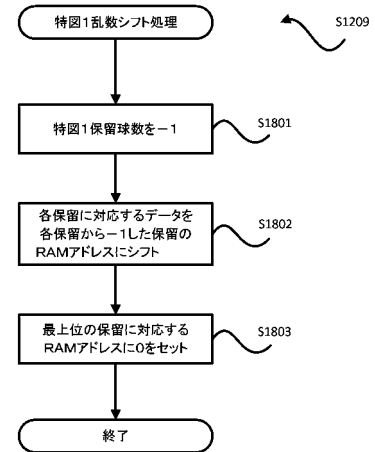 特図1乱数シフト処理
S1209
特図1保留球数を－1
S1801
各保留に対応するデータを
各保留から－1した保留の
RAMアドレスにシフト
S1802
最上位の保留に対応する
RAMアドレスに0をセット
S1803
終了